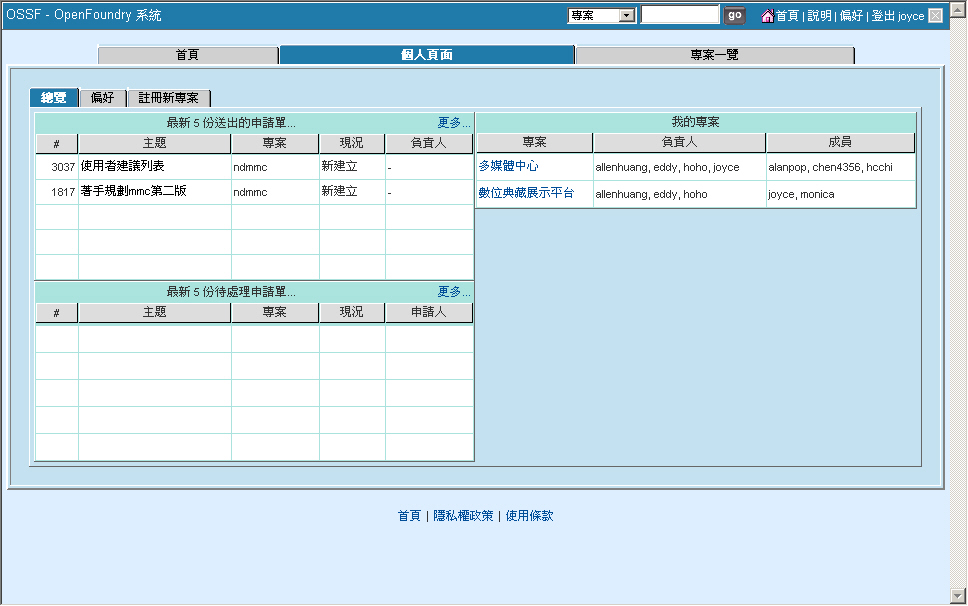 OSSF - OpenFoundry 系統
專案 go 首頁 | 說明 | 偏好 | 登出 joyce
首頁 個人頁面 專案一覽
總覽 偏好 註冊新專案
最新 5 份送出的申請單... 更多...
# 主題 專案 現況 負責人
3037 使用者建議列表 ndmmc 新建立 -
1817 著手規劃mmc第二版 ndmmc 新建立 -
最新 5 份待處理申請單... 更多...
# 主題 專案 現況 申請人
我的專案
專案 負責人 成員
多媒體中心 allenhuang, eddy, hoho, joyce alanpop, chen4356, hcchi
數位典藏展示平台 allenhuang, eddy, hoho joyce, monica
首頁 | 隱私權政策 | 使用條款